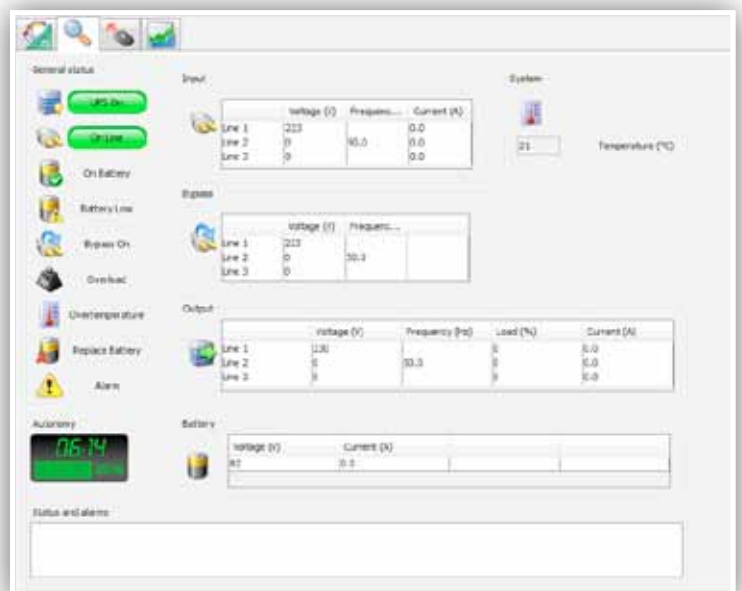 General status
UPS On
On Line
On Battery
Battery Low
Bypass On
Overload
Overtemperature
Replace Battery
Alarm
Autonomy
06:14
Input
Voltage (V) Frequenc... Current (A)
Line 1 223 0.0
Line 2 0 50.0 0.0
Line 3 0 0.0
System
21 Temperature (°C)
Bypass
Voltage (V) Frequenc...
Line 1 223
Line 2 0 50.0
Line 3 0
Output
Voltage (V) Frequency (Hz) Load (%) Current (A)
Line 1 230 0 0.0
Line 2 0 50.0 0 0.0
Line 3 0 0 0.0
Battery
Voltage (V) Current (A)
82 0.0
Status and alarms